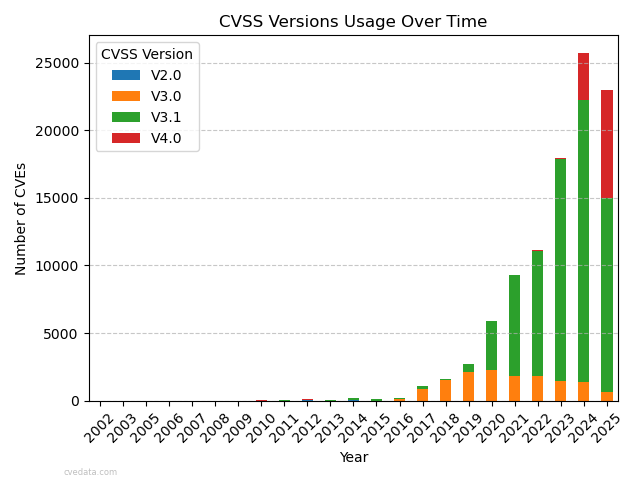 CVSS Versions Usage Over Time
CVSS Version
V2.0
V3.0
V3.1
V4.0
Number of CVEs
25000
20000
15000
10000
5000
0
2002 2003 2005 2006 2007 2008 2009 2010 2011 2012 2013 2014 2015 2016 2017 2018 2019 2020 2021 2022 2023 2024 2025
Year
cvedata.com